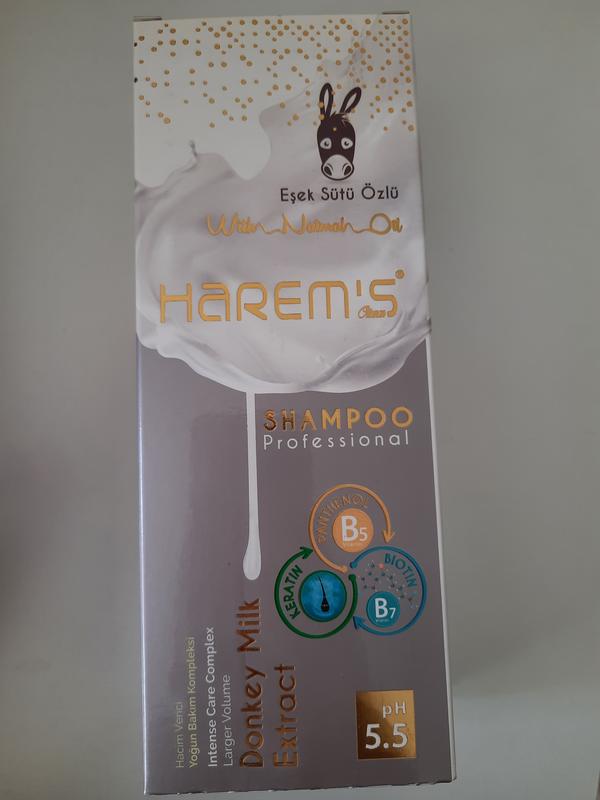 Eşek Sütü Özlü
With Natural Oil
HAREM'S®
SHAMPOO
Professional
PANTHENOL
B5
KERATIN
BIOTIN
B7
Hacim Verici
Yoğun Bakım Kompleksi
Intense Care Complex
Larger Volume
Donkey Milk
Extract
pH
5.5